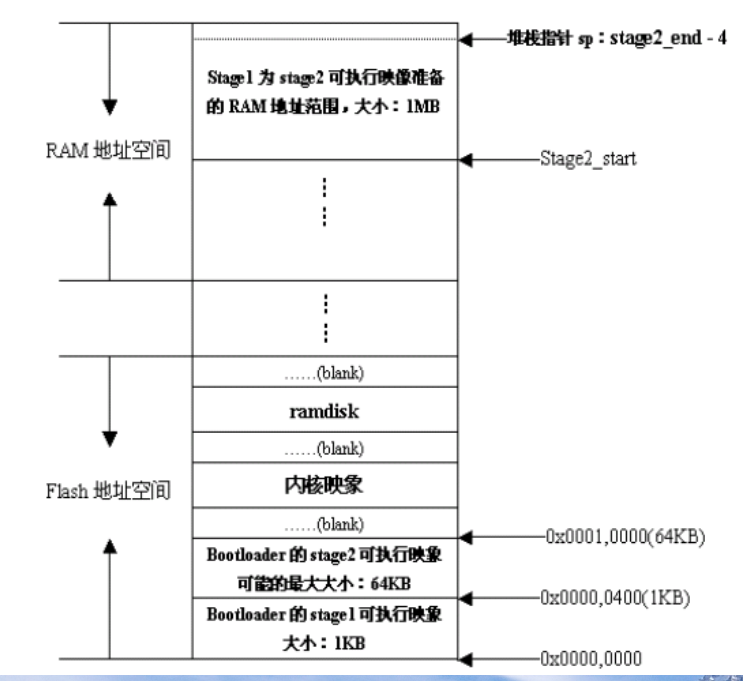 堆栈指针 sp：stage2_end - 4
Stage1 为 stage2 可执行映像准备
的 RAM 地址范围，大小：1MB
RAM 地址空间
Stage2_start
……(blank)
ramdisk
……(blank)
Flash 地址空间
内核映象
……(blank)
0x0001,0000(64KB)
Bootloader 的 stage2 可执行映象
可能的最大大小：64KB
0x0000,0400(1KB)
Bootloader 的 stage1 可执行映象
大小：1KB
0x0000,0000